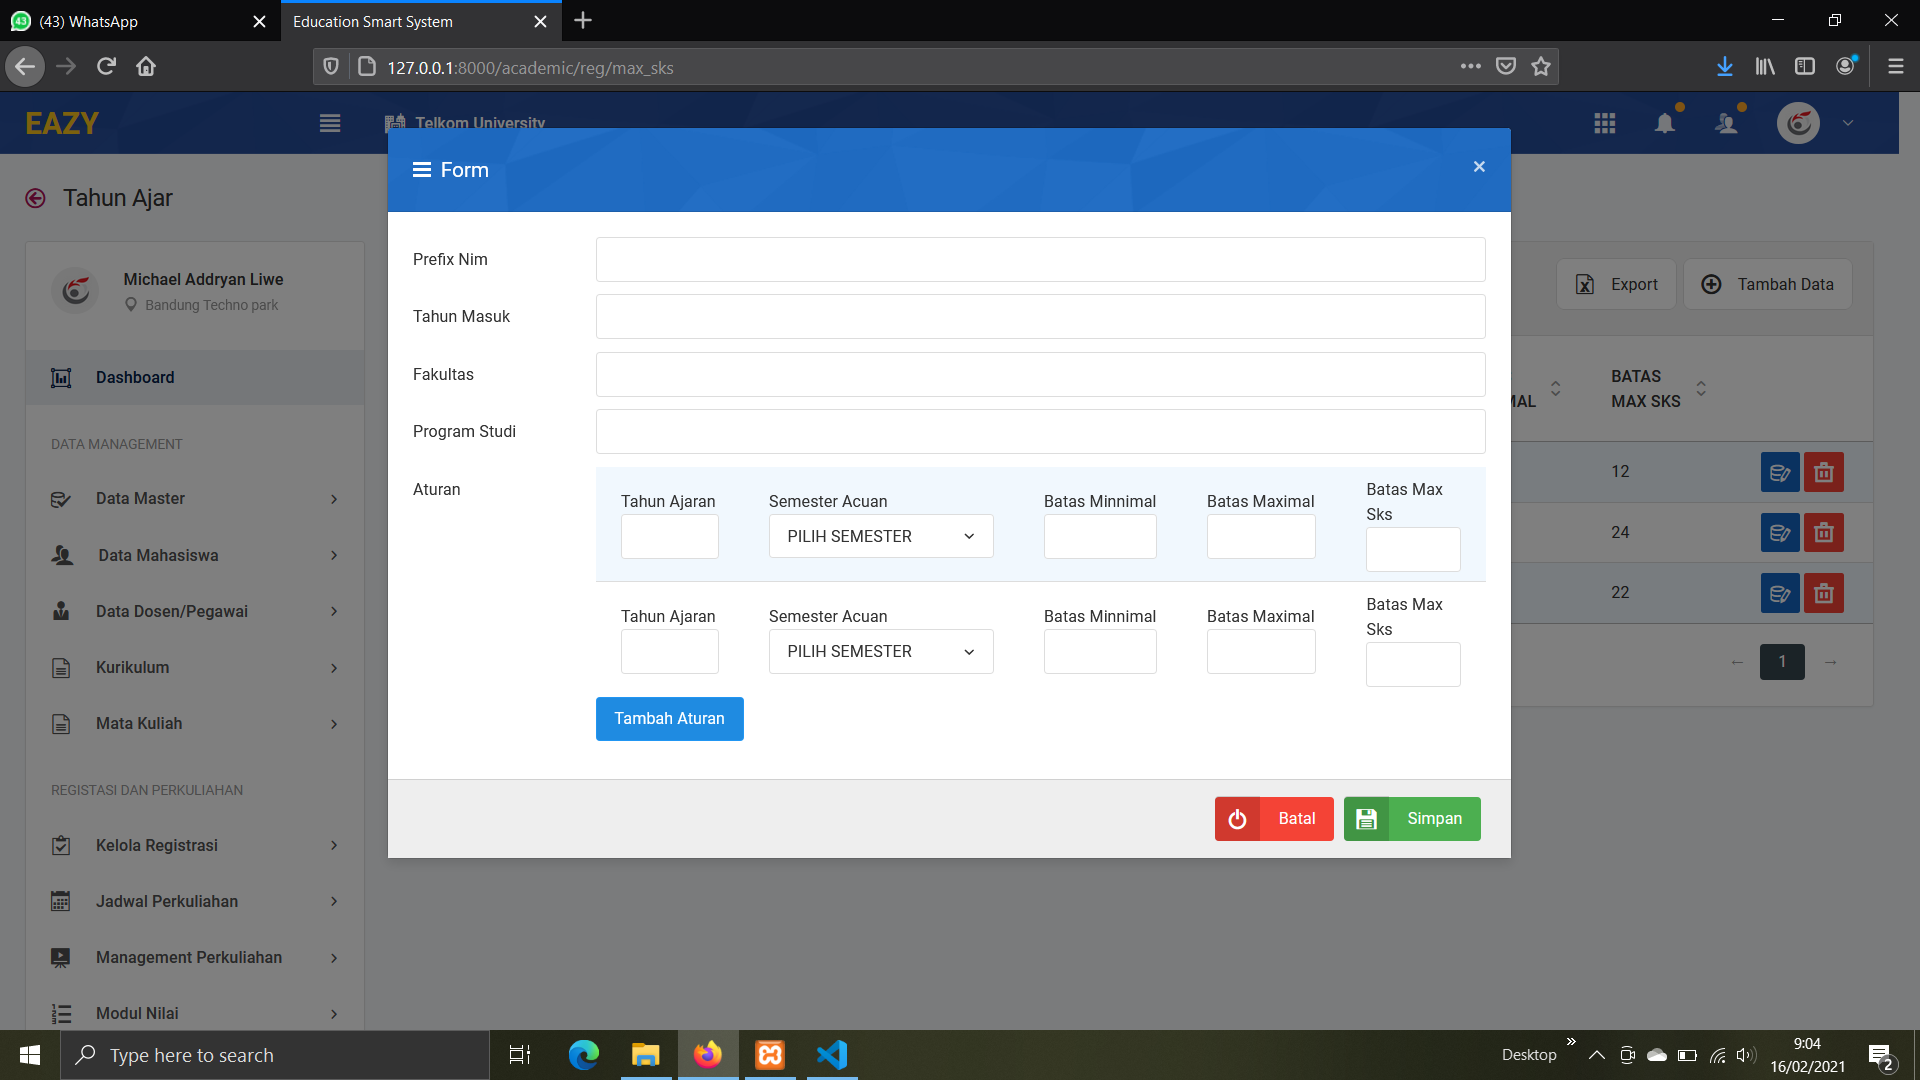 (43) WhatsApp
Education Smart System
127.0.0.1:8000/academic/reg/max_sks
EAZY
Telkom University
Tahun Ajar
Michael Addryan Liwe
Bandung Techno park
Dashboard
DATA MANAGEMENT
Data Master
Data Mahasiswa
Data Dosen/Pegawai
Kurikulum
Mata Kuliah
REGISTASI DAN PERKULIAHAN
Kelola Registrasi
Jadwal Perkuliahan
Management Perkuliahan
Modul Nilai
Form
Prefix Nim
Tahun Masuk
Fakultas
Program Studi
Aturan
Tahun Ajaran
Semester Acuan
PILIH SEMESTER
Batas Minnimal
Batas Maximal
Batas Max
Sks
Tahun Ajaran
Semester Acuan
PILIH SEMESTER
Batas Minnimal
Batas Maximal
Batas Max
Sks
Tambah Aturan
Batal
Simpan
Export
Tambah Data
BATAS
MAX SKS
12
24
22
1
Type here to search
Desktop
9:04
16/02/2021
2